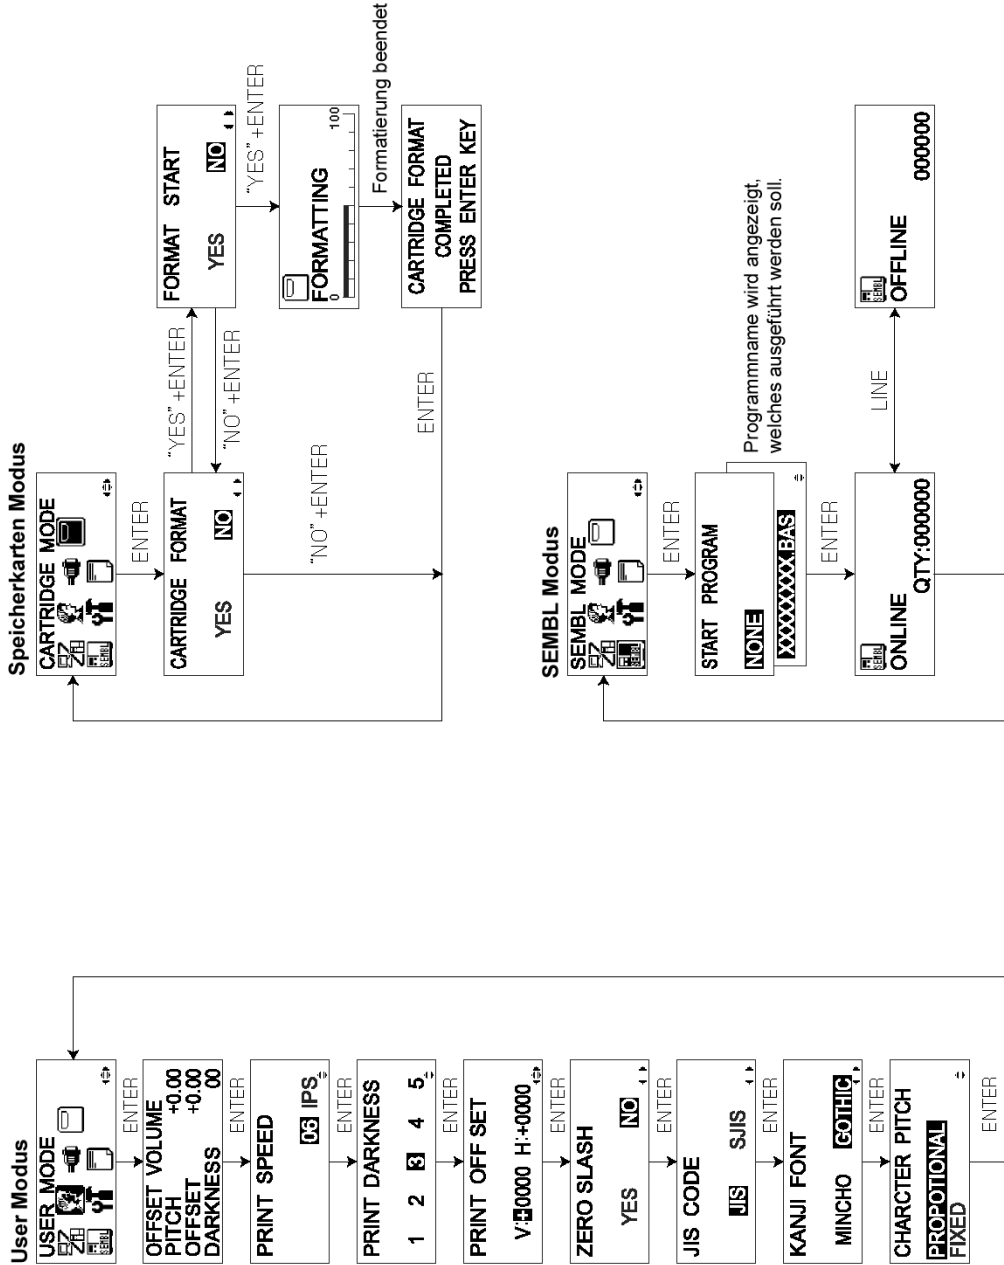 User Modus
USER MODE
SEMBL
ENTER
OFFSET VOLUME
PITCH +0.00
OFFSET +0.00
DARKNESS 00
ENTER
PRINT SPEED
06 IPS
ENTER
PRINT DARKNESS
1 2 3 4 5
ENTER
PRINT OFF SET
V:+0000 H:+0000
ENTER
ZERO SLASH
YES NO
ENTER
JIS CODE
JIS SJIS
ENTER
KANJI FONT
MINCHO GOTHIC
ENTER
CHARCTER PITCH
PROPOTIONAL
FIXED
ENTER
Speicherkarten Modus
CARTRIDGE MODE
SEMBL
ENTER
CARTRIDGE FORMAT
YES NO
"YES" +ENTER
"NO" +ENTER
FORMAT START
YES NO
"YES" +ENTER
FORMATTING
0 100
Formatierung beendet
CARTRIDGE FORMAT
COMPLETED
PRESS ENTER KEY
"NO" +ENTER
ENTER
SEMBL Modus
SEMBL MODE
SEMBL
ENTER
START PROGRAM
NONE
XXXXXXXX.BAS
Programmname wird angezeigt,
welches ausgeführt werden soll.
ENTER
SEMBL
ONLINE
QTY:000000
LINE
SEMBL
OFFLINE
000000